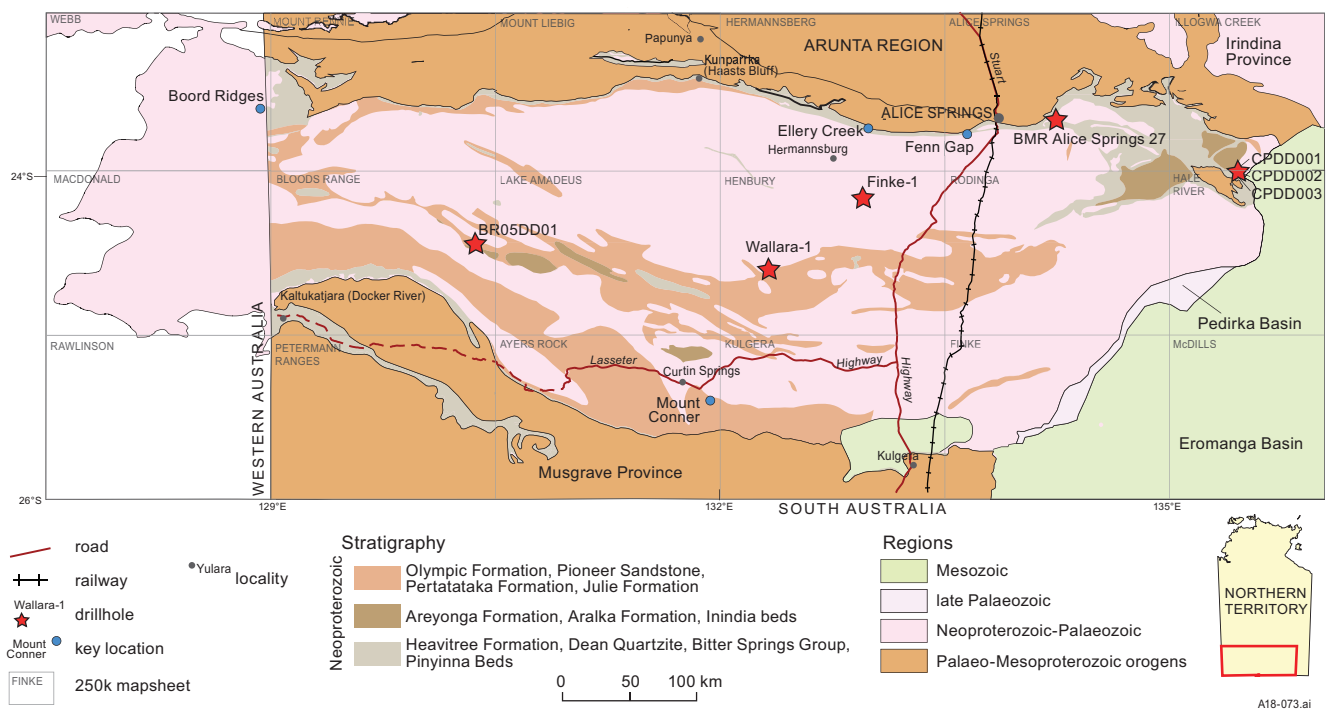 WEBB
MOUNT RENNIE
MOUNT LIEBIG
HERMANNSBERG
ALICE SPRINGS
ILLOGWA CREEK
Papunya
ARUNTA REGION
Irindina
Province
Kunparrka
(Haasts Bluff)
Stuart
Boord Ridges
ALICE SPRINGS
Ellery Creek
Hermannsburg
Fenn Gap
BMR Alice Springs 27
CPDD001
CPDD002
CPDD003
24°S
MACDONALD
BLOODS RANGE
LAKE AMADEUS
HENBURY
Finke-1
RODINGA
HALE
RIVER
BR05DD01
Wallara-1
Kaltukatjara (Docker River)
Pedirka Basin
WESTERN AUSTRALIA
RAWLINSON
PETERMANN
RANGES
AYERS ROCK
KULGERA
FINKE
McDILLS
Lasseter
Highway
Highway
Curtin Springs
Mount
Conner
Eromanga Basin
Kulgera
Musgrave Province
26°S
129°E
132°E
SOUTH AUSTRALIA
135°E
road
railway
Yulara
locality
Wallara-1
drillhole
Mount
Conner
key location
FINKE
250k mapsheet
Stratigraphy
Neoproterozoic
Olympic Formation, Pioneer Sandstone,
Pertatataka Formation, Julie Formation
Areyonga Formation, Aralka Formation, Inindia beds
Heavitree Formation, Dean Quartzite, Bitter Springs Group,
Pinyinna Beds
0
50
100 km
Regions
Mesozoic
late Palaeozoic
Neoproterozoic-Palaeozoic
Palaeo-Mesoproterozoic orogens
NORTHERN
TERRITORY
A18-073.ai